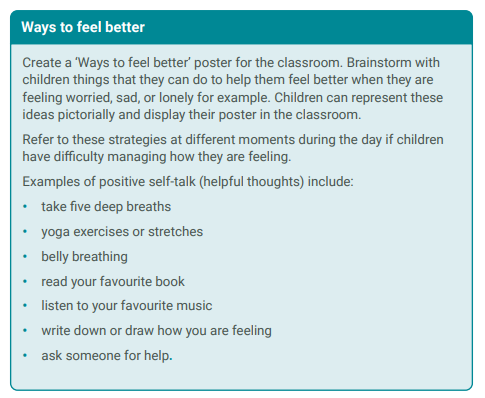 Ways to feel better
Create a ‘Ways to feel better’ poster for the classroom. Brainstorm with
children things that they can do to help them feel better when they are
feeling worried, sad, or lonely for example. Children can represent these
ideas pictorially and display their poster in the classroom.
Refer to these strategies at different moments during the day if children
have difficulty managing how they are feeling.
Examples of positive self-talk (helpful thoughts) include:
• take five deep breaths
• yoga exercises or stretches
• belly breathing
• read your favourite book
• listen to your favourite music
• write down or draw how you are feeling
• ask someone for help.